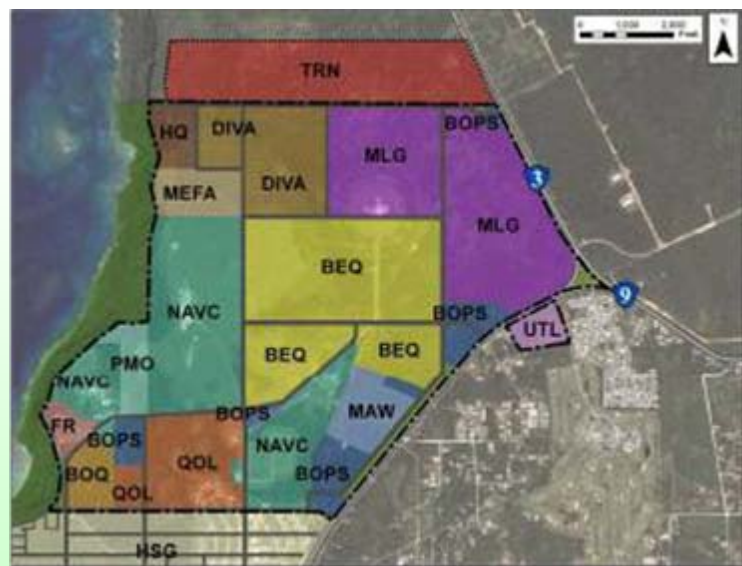 0
TRN
BOPS
HQ
DIVA
MLG
3
MEFA
DIVA
MLG
BEQ
9
NAVC
BOPS
UTL
BEQ
BEQ
PMO
NAVC
MAW
BOPS
FR
BOPS
NAVC
QOL
BOQ
BOPS
QOL
HSG